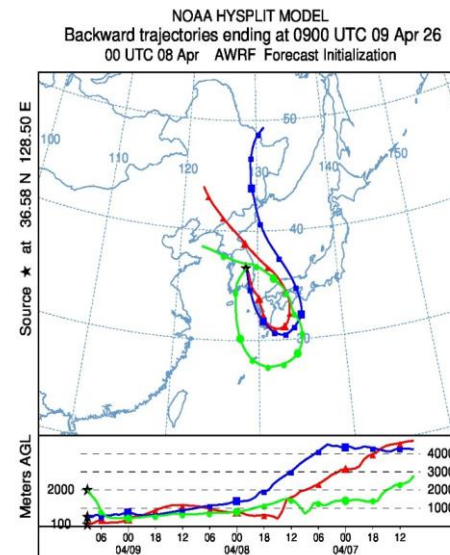 NOAA HYSPLIT MODEL
Backward trajectories ending at 0900 UTC 09 Apr 26
00 UTC 08 Apr AWRF Forecast Initialization
Source ★ at 36.58 N 128.50 E
100
110
120
130
140
150
50
40
30
Meters AGL
2000
100
4000
3000
2000
1000
06 00 18 12 06 00 18 12 06 00 18 12
04/09 04/08 04/07